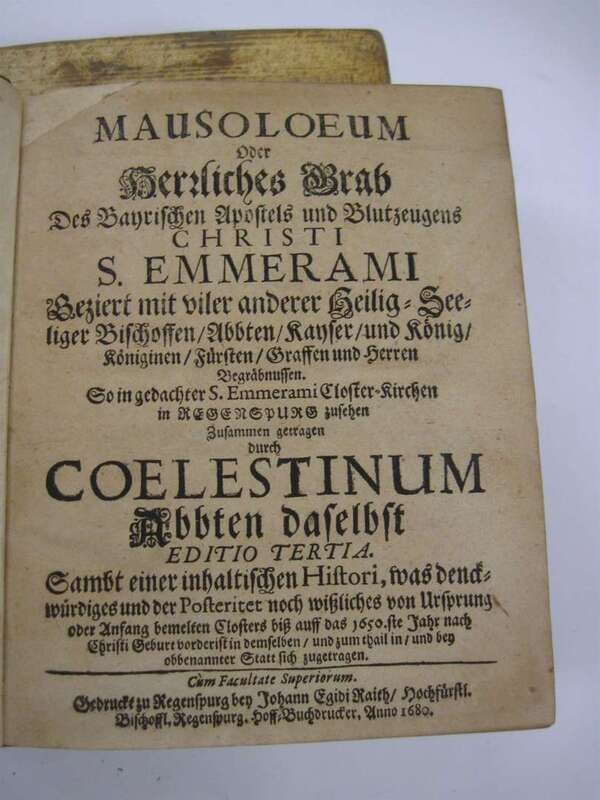 MAUSOLOEUM
Oder
Herrliches Grab
Des Bayrischen Apostels und Blutzeugens
CHRISTI
S. EMMERAMI
Geziert mit viler anderer Heilig-See-
liger Bischoffen/Abbten/Kayser/und König/
Königinen/Fürsten/Graffen und Herren
Begräbnussen.
So in gedachter S. Emmerami Closter-Kirchen
in REGENSPURG zusehen
Zusammen getragen
durch
COELESTINUM
Abbten daselbst
EDITIO TERTIA.
Sambt einer inhaltischen Histori, was denck-
würdiges und der Posteritet noch wißliches von Ursprung
oder Anfang bemelten Closters biß auff das 1650.ste Jahr nach
Christi Geburt vorderist in demselben/ und zum thail in/ und bey
obbenannter Statt sich zugetragen.
Cùm Facultate Superiorum.
Gedruckt zu Regenspurg bey Johann Egidi Raith/ Hochfürstl.
Bischoffl. Regenspurg. Hoff-Buchdrucker, Anno 1680.